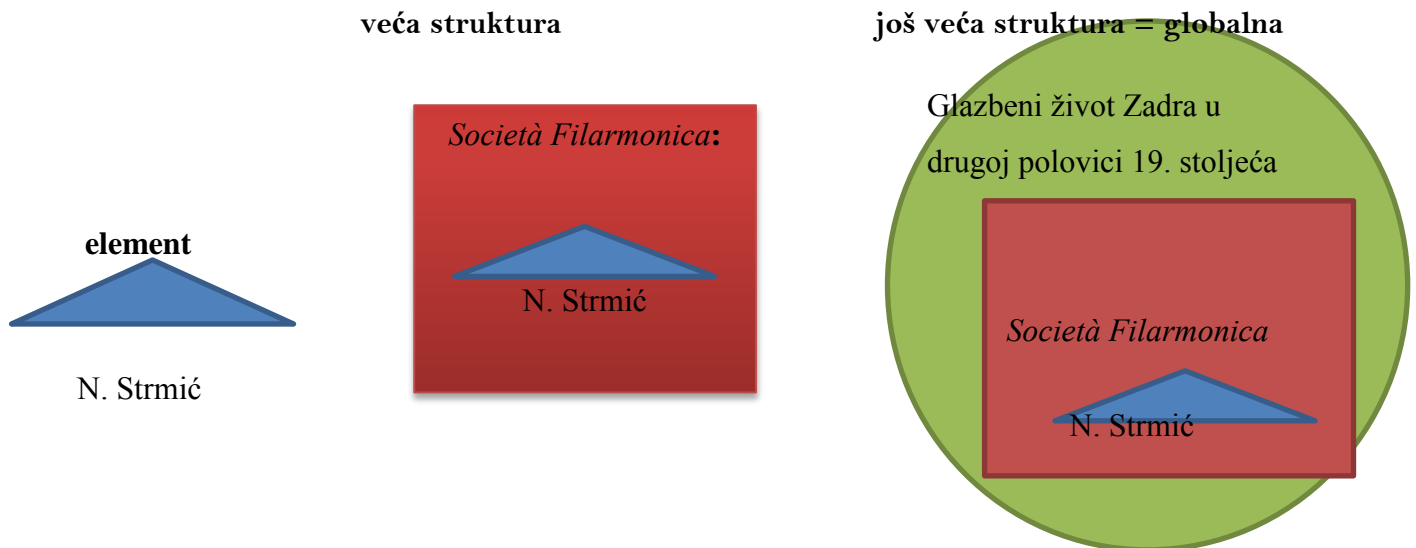 element
N. Strmić
veća struktura
Società Filarmonica:
N. Strmić
još veća struktura = globalna
Glazbeni život Zadra u
drugoj polovici 19. stoljeća
Società Filarmonica
N. Strmić